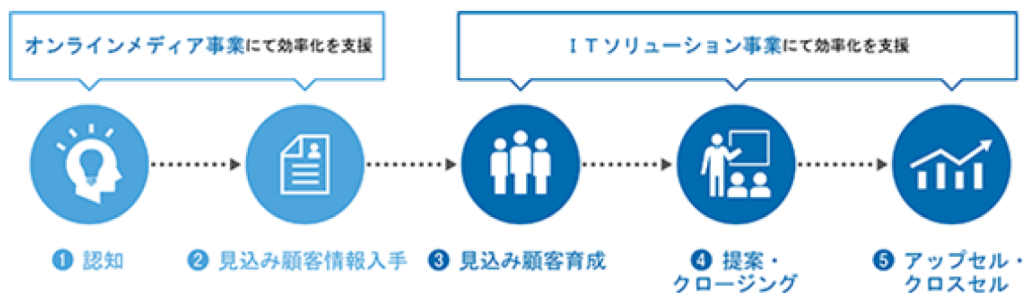 オンラインメディア事業にて効率化を支援
ITソリューション事業にて効率化を支援
❶ 認知
❷ 見込み顧客情報入手
❸ 見込み顧客育成
❹ 提案・
クロージング
❺ アップセル・
クロスセル